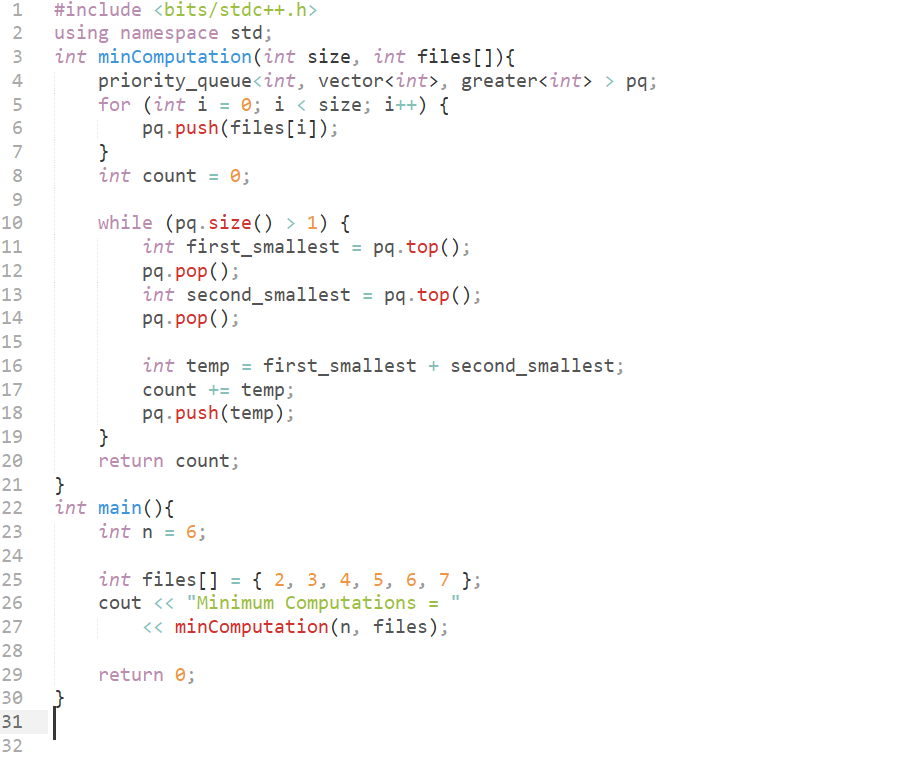 1 #include <bits/stdc++.h>
2 using namespace std;
3 int minComputation(int size, int files[]){
4     priority_queue<int, vector<int>, greater<int> > pq;
5     for (int i = 0; i < size; i++) {
6         pq.push(files[i]);
7     }
8     int count = 0;
9
10     while (pq.size() > 1) {
11         int first_smallest = pq.top();
12         pq.pop();
13         int second_smallest = pq.top();
14         pq.pop();
15
16         int temp = first_smallest + second_smallest;
17         count += temp;
18         pq.push(temp);
19     }
20     return count;
21 }
22 int main(){
23     int n = 6;
24
25     int files[] = { 2, 3, 4, 5, 6, 7 };
26     cout << "Minimum Computations = "
27         << minComputation(n, files);
28
29     return 0;
30 }
31
32